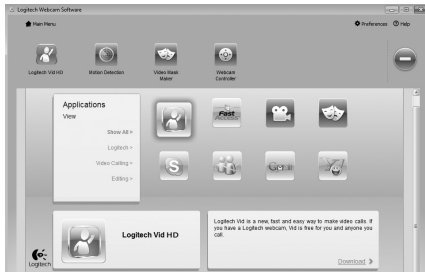 Logitech Webcam Software
Main Menu
Preferences
Help
Logitech Vid HD
Motion Detection
Video Mask
Maker
Webcam
Controller
Applications
View
Show All >
Logitech >
Video Calling >
Editing >
Fast
Access
S
Gmail
Y!
Logitech Vid HD
Logitech Vid is a new, fast and easy way to make video calls. If
you have a Logitech webcam, Vid is free for you and anyone you
call.
Download >
Logitech